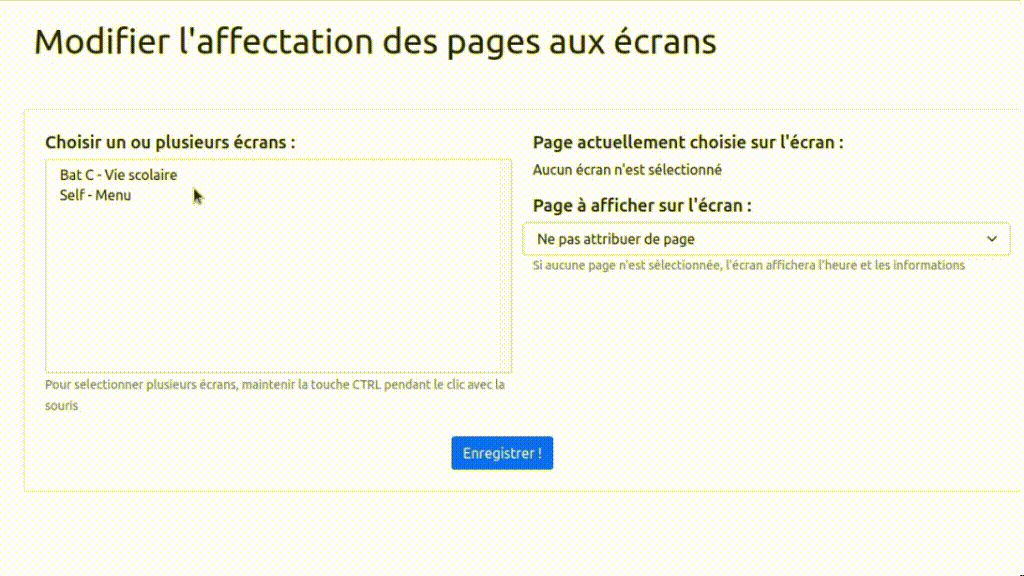 Modifier l'affectation des pages aux écrans
Choisir un ou plusieurs écrans :
Bat C - Vie scolaire
Self - Menu
Pour selectionner plusieurs écrans, maintenir la touche CTRL pendant le clic avec la
souris
Page actuellement choisie sur l'écran :
Aucun écran n'est sélectionné
Page à afficher sur l'écran :
Ne pas attribuer de page
Si aucune page n'est sélectionnée, l'écran affichera l'heure et les informations
Enregistrer !